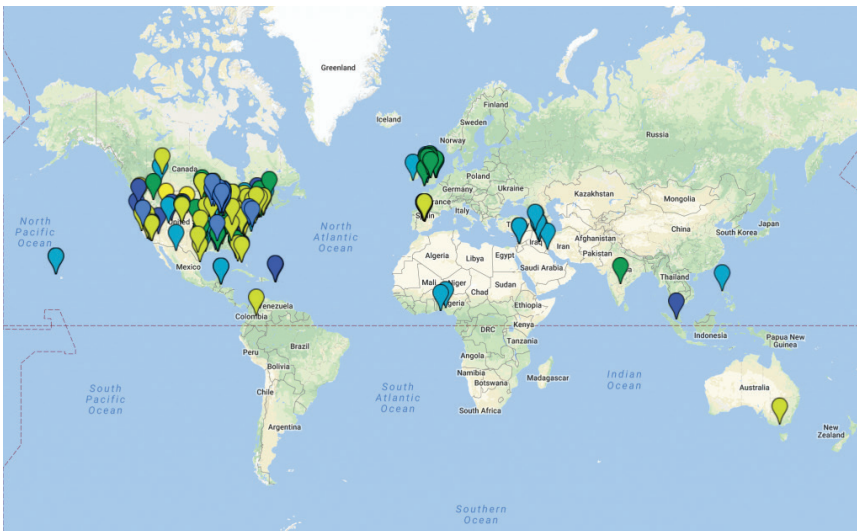 Greenland
Iceland
Finland
Sweden
Norway
Russia
Canada
Poland
Germany
Ukraine
France
Kazakhstan
Mongolia
Spain
Italy
North
Pacific
Ocean
United
North
Atlantic
Ocean
Japan
South Korea
China
Afghanistan
Iraq
Iran
Pakistan
Algeria
Libya
Egypt
Saudi Arabia
Mexico
India
Mali
Niger
Chad
Sudan
Thailand
Nigeria
Ethiopia
Venezuela
Colombia
Kenya
DRC
Indonesia
Papua New
Guinea
Tanzania
Brazil
Peru
Angola
Bolivia
Namibia
Botswana
Madagascar
Indian
Ocean
South
Pacific
Ocean
South
Atlantic
Ocean
Chile
Australia
South Africa
Argentina
New
Zealand
Southern
Ocean